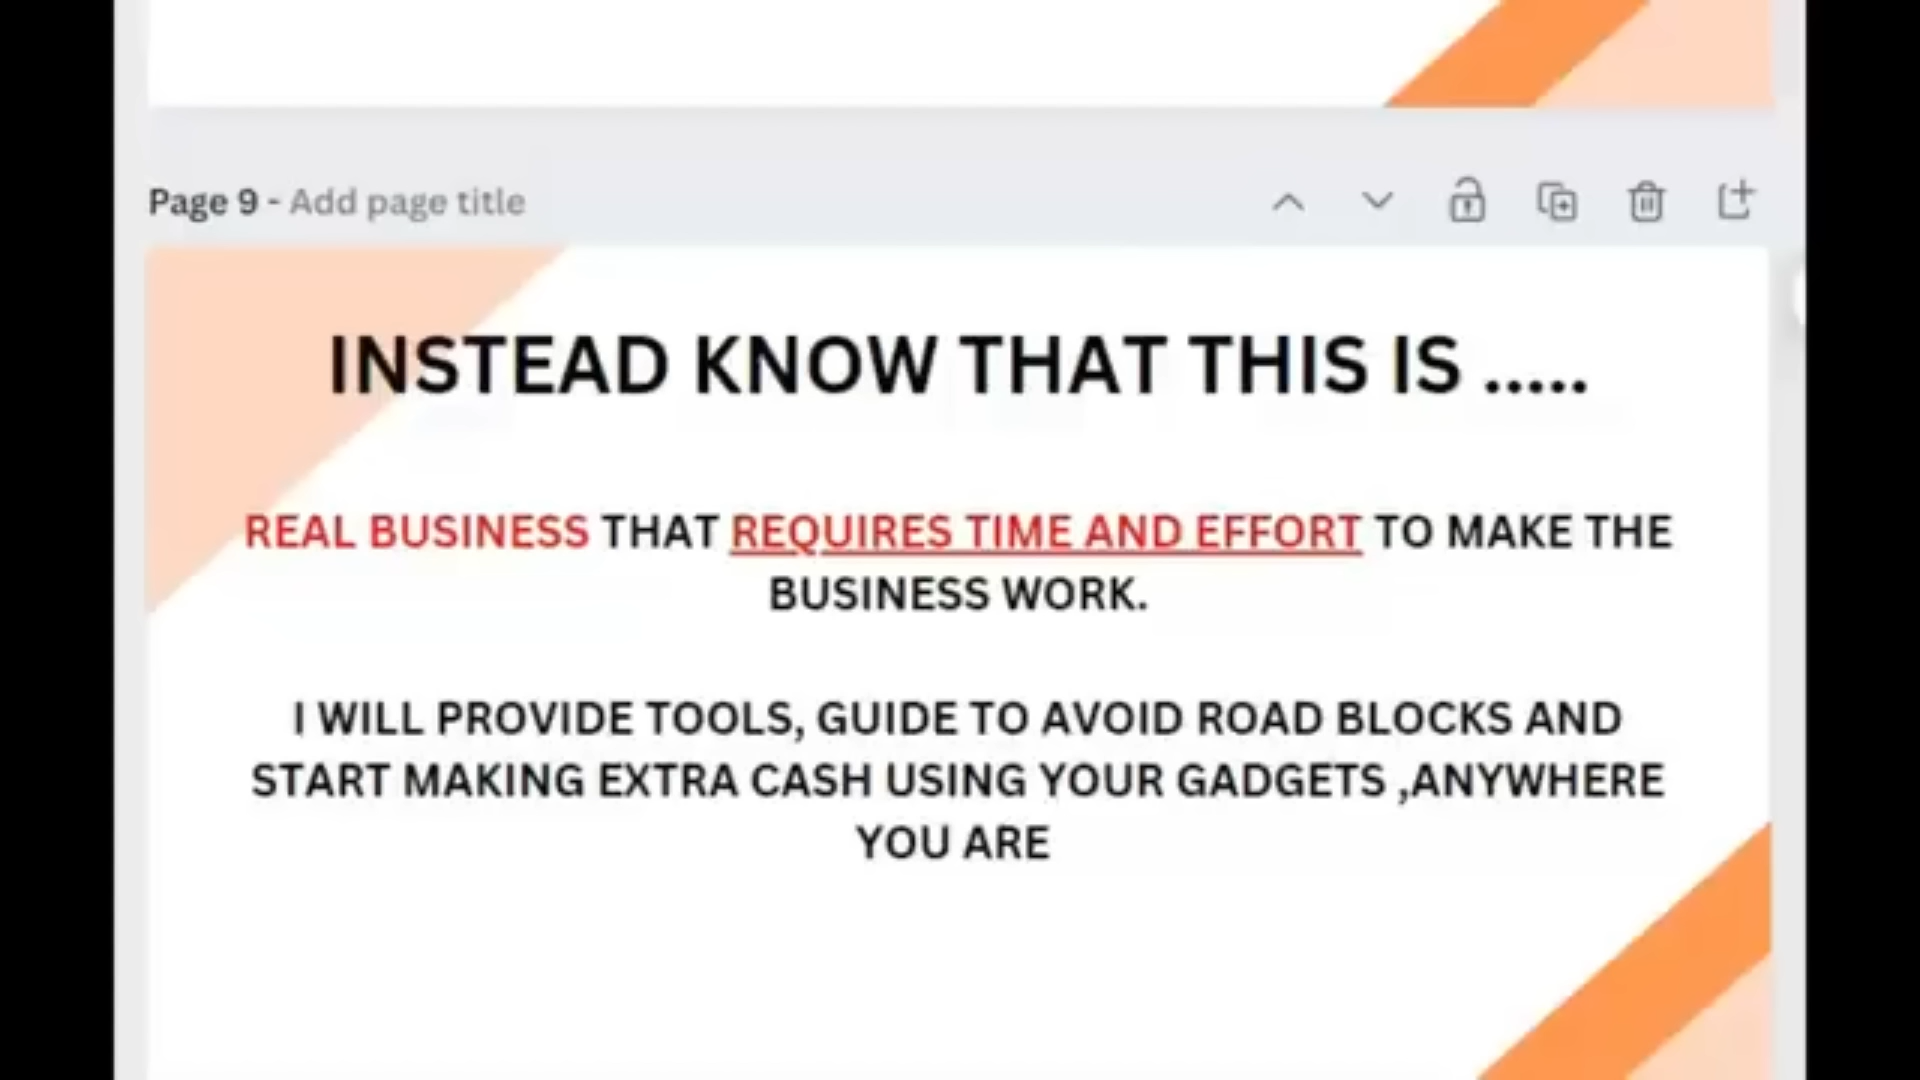 Page 9 - Add page title
INSTEAD KNOW THAT THIS IS .....
REAL BUSINESS THAT REQUIRES TIME AND EFFORT TO MAKE THE
BUSINESS WORK.
I WILL PROVIDE TOOLS, GUIDE TO AVOID ROAD BLOCKS AND
START MAKING EXTRA CASH USING YOUR GADGETS ,ANYWHERE
YOU ARE